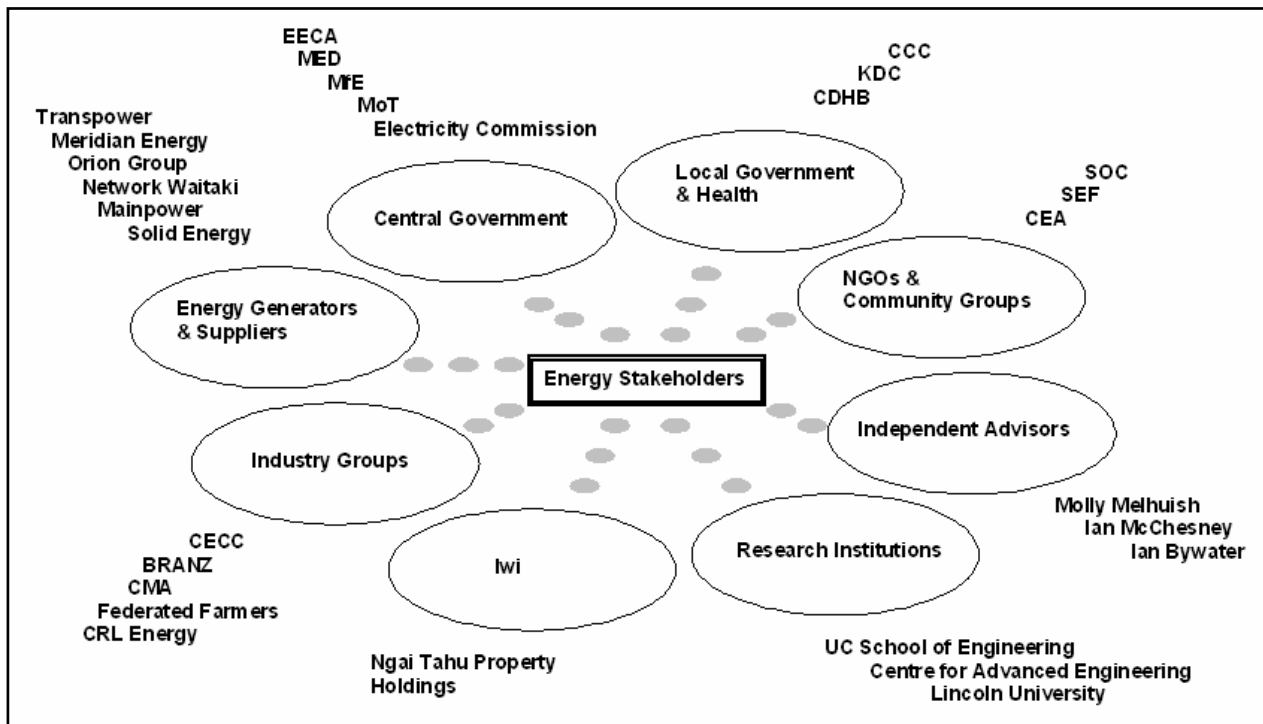 EECA
MED
MfE
MoT
Electricity Commission
CCC
KDC
CDHB
Transpower
Meridian Energy
Orion Group
Network Waitaki
Mainpower
Solid Energy
Central Government
Local Government
& Health
SOC
SEF
CEA
Energy Generators
& Suppliers
NGOs &
Community Groups
Energy Stakeholders
Industry Groups
Independent Advisors
CECC
BRANZ
CMA
Federated Farmers
CRL Energy
Iwi
Research Institutions
Molly Melhuish
Ian McChesney
Ian Bywater
Ngai Tahu Property
Holdings
UC School of Engineering
Centre for Advanced Engineering
Lincoln University